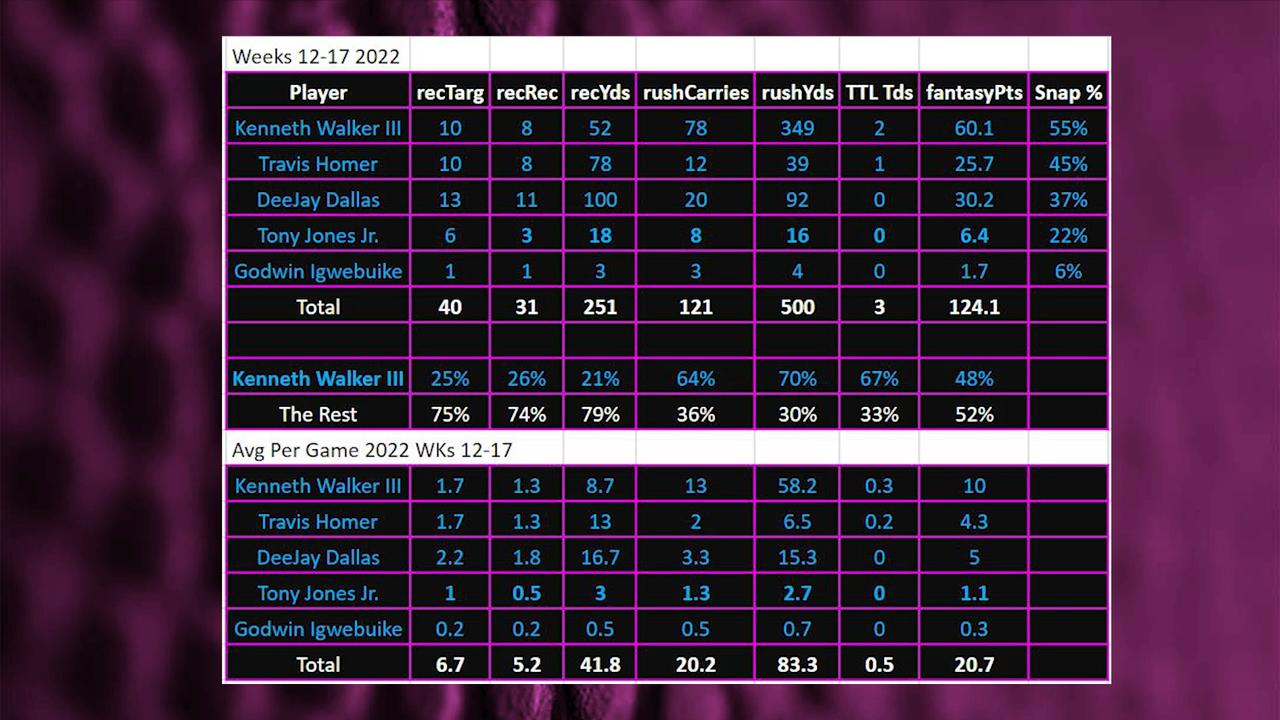 Weeks 12-17 2022
Player recTarg recRec recYds rushCarries rushYds TTL Tds fantasyPts Snap %
Kenneth Walker III 10 8 52 78 349 2 60.1 55%
Travis Homer 10 8 78 12 39 1 25.7 45%
DeeJay Dallas 13 11 100 20 92 0 30.2 37%
Tony Jones Jr. 6 3 18 8 16 0 6.4 22%
Godwin Igwebuike 1 1 3 3 4 0 1.7 6%
Total 40 31 251 121 500 3 124.1
Kenneth Walker III 25% 26% 21% 64% 70% 67% 48%
The Rest 75% 74% 79% 36% 30% 33% 52%
Avg Per Game 2022 WKs 12-17
Kenneth Walker III 1.7 1.3 8.7 13 58.2 0.3 10
Travis Homer 1.7 1.3 13 2 6.5 0.2 4.3
DeeJay Dallas 2.2 1.8 16.7 3.3 15.3 0 5
Tony Jones Jr. 1 0.5 3 1.3 2.7 0 1.1
Godwin Igwebuike 0.2 0.2 0.5 0.5 0.7 0 0.3
Total 6.7 5.2 41.8 20.2 83.3 0.5 20.7